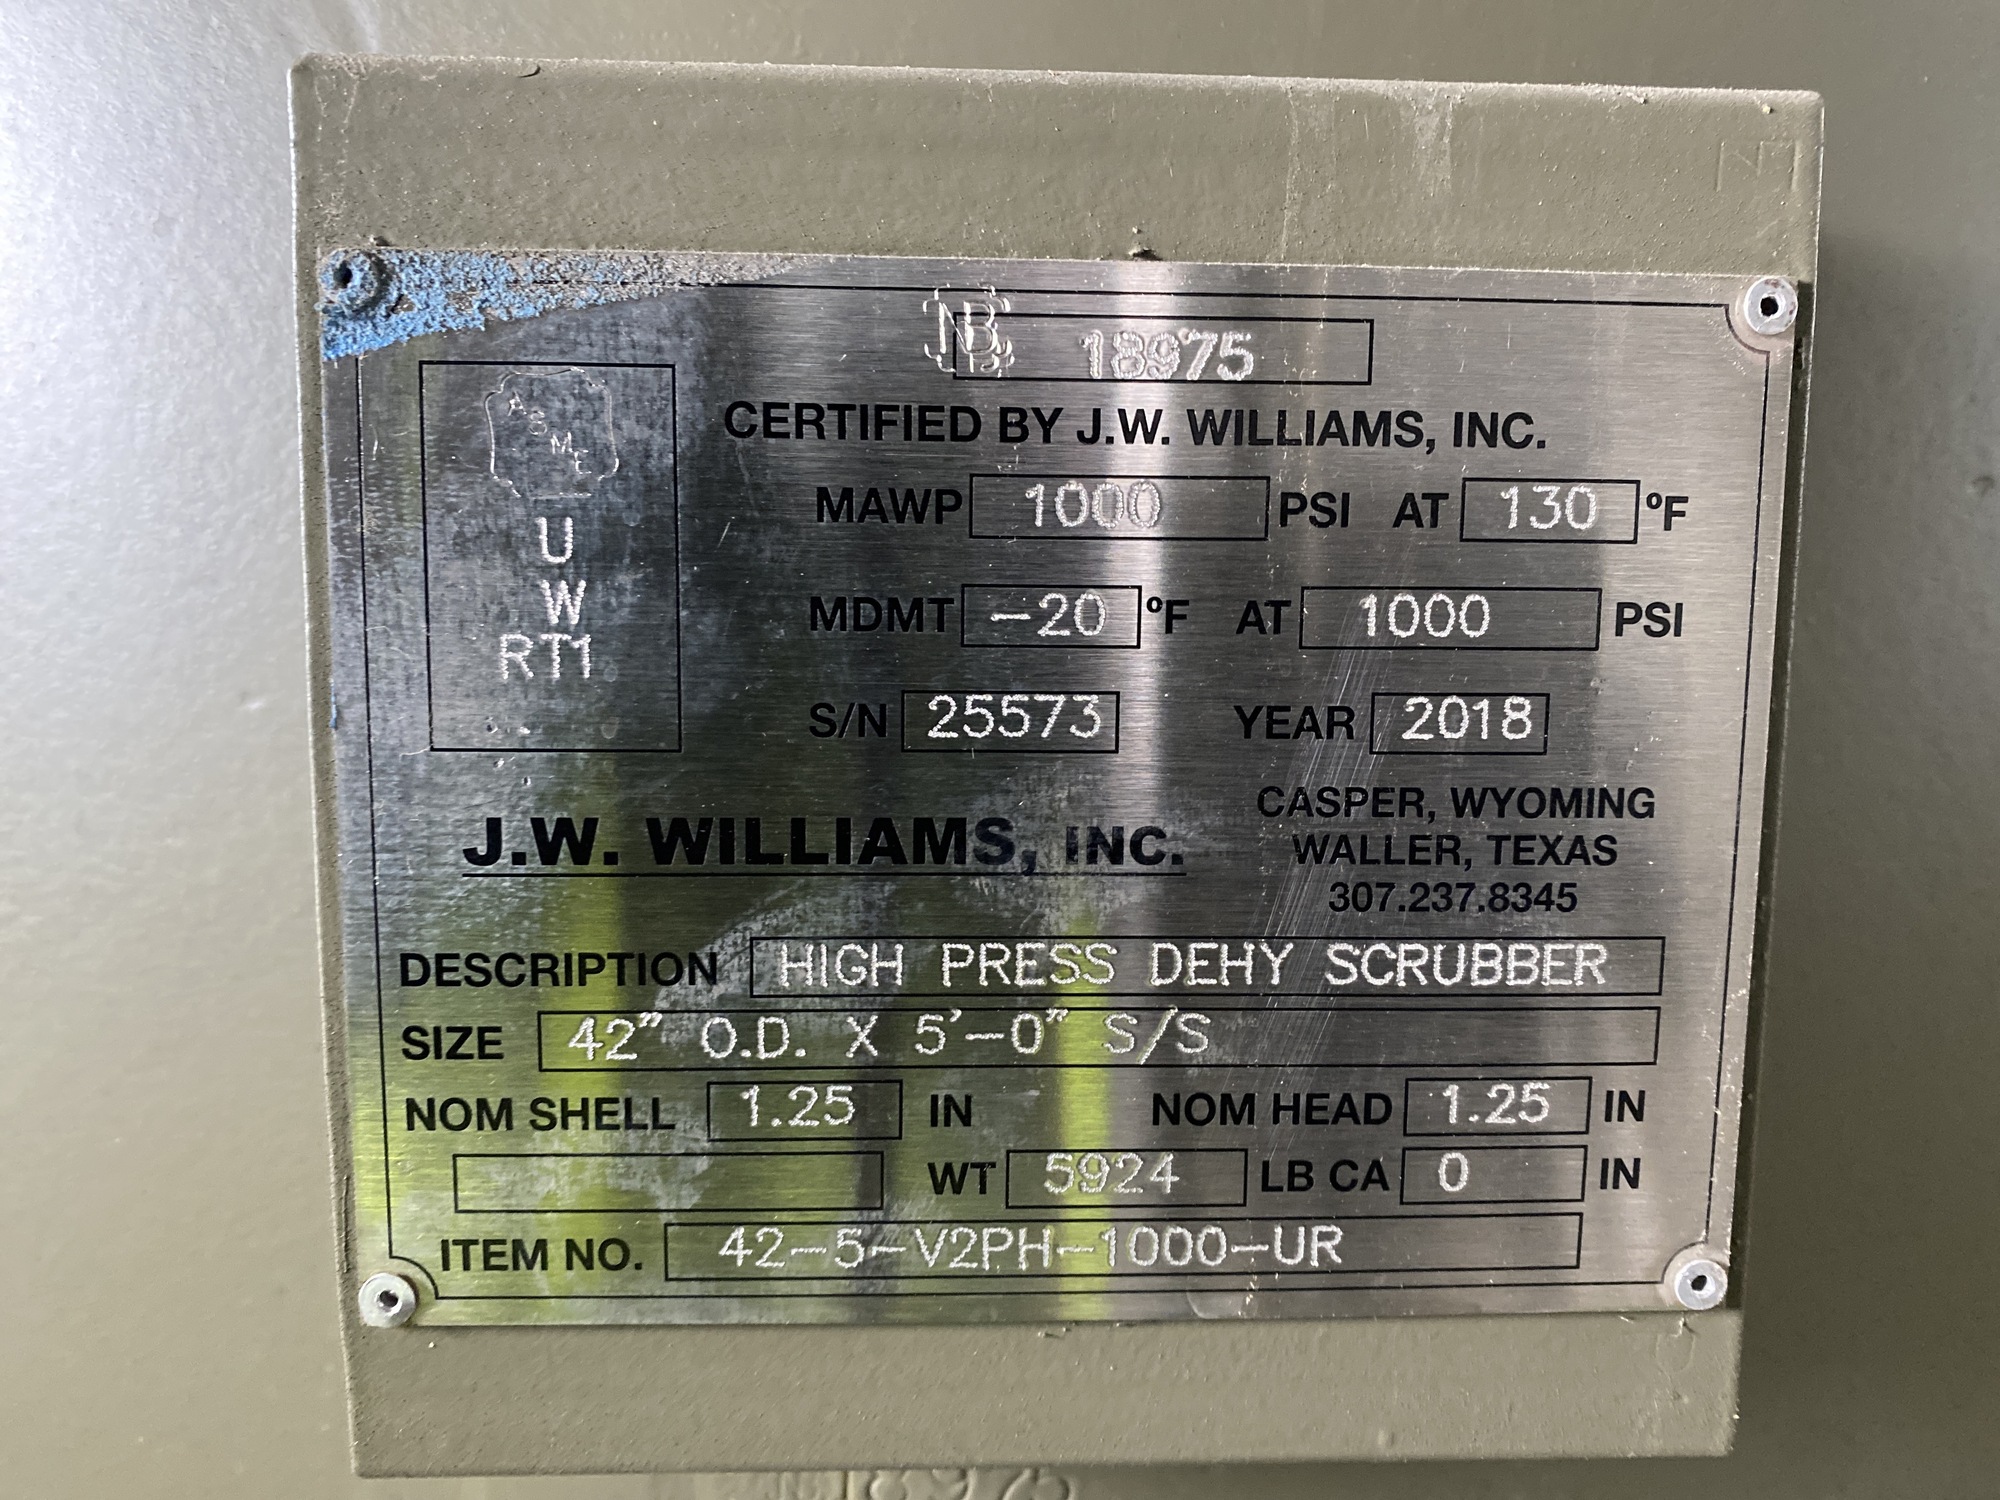 NB 18975
ASME
U
W
RT1
CERTIFIED BY J.W. WILLIAMS, INC.
MAWP 1000 PSI AT 130 ºF
MDMT -20 ºF AT 1000 PSI
S/N 25573 YEAR 2018
J.W. WILLIAMS, INC.
CASPER, WYOMING
WALLER, TEXAS
307.237.8345
DESCRIPTION HIGH PRESS DEHY SCRUBBER
SIZE 42" O.D. X 5'-0" S/S
NOM SHELL 1.25 IN NOM HEAD 1.25 IN
WT 5924 LB CA 0 IN
ITEM NO. 42-5-V2PH-1000-UR
18975